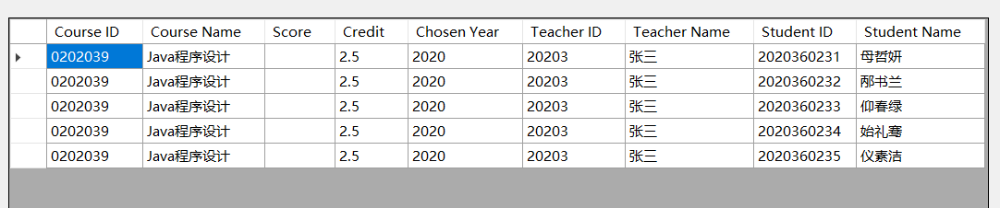 Course ID Course Name Score Credit Chosen Year Teacher ID Teacher Name Student ID Student Name
0202039 Java程序设计 2.5 2020 20203 张三 2020360231 母哲妍
0202039 Java程序设计 2.5 2020 20203 张三 2020360232 邴书兰
0202039 Java程序设计 2.5 2020 20203 张三 2020360233 仰春绿
0202039 Java程序设计 2.5 2020 20203 张三 2020360234 始礼骞
0202039 Java程序设计 2.5 2020 20203 张三 2020360235 仪素洁